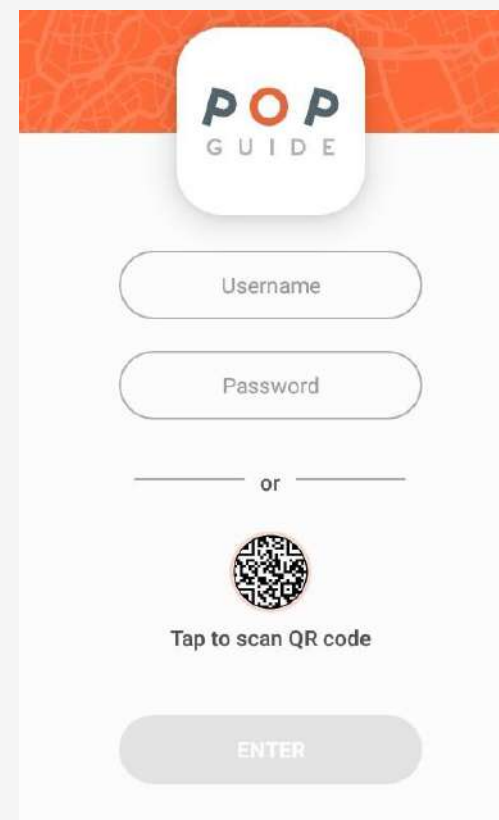 POP
GUIDE
Username
Password
or
Tap to scan QR code
ENTER